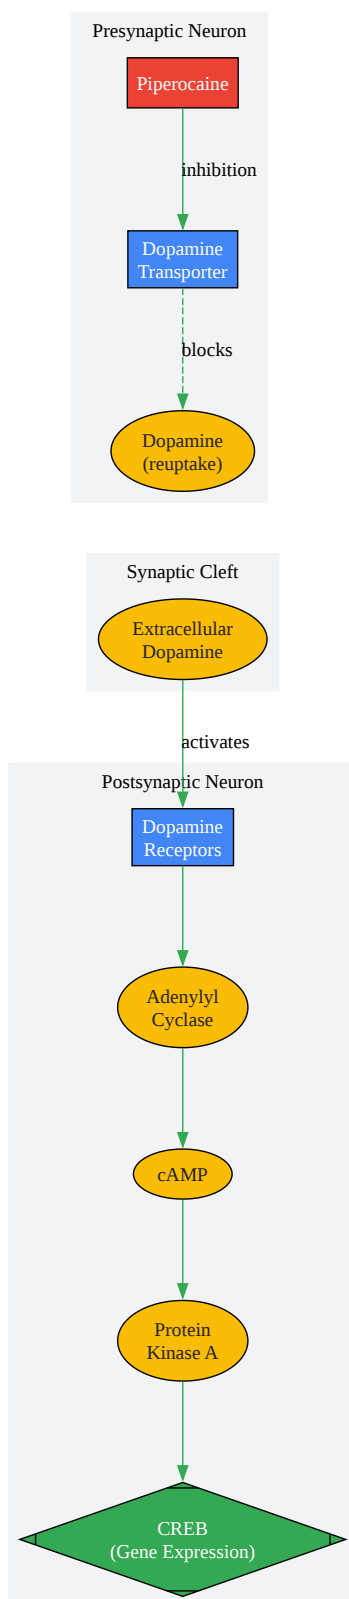 Presynaptic Neuron
Piperocaine
inhibition
Dopamine
Transporter
blocks
Dopamine
(reuptake)
Synaptic Cleft
Extracellular
Dopamine
activates
Postsynaptic Neuron
Dopamine
Receptors
Adenylyl
Cyclase
cAMP
Protein
Kinase A
CREB
(Gene Expression)